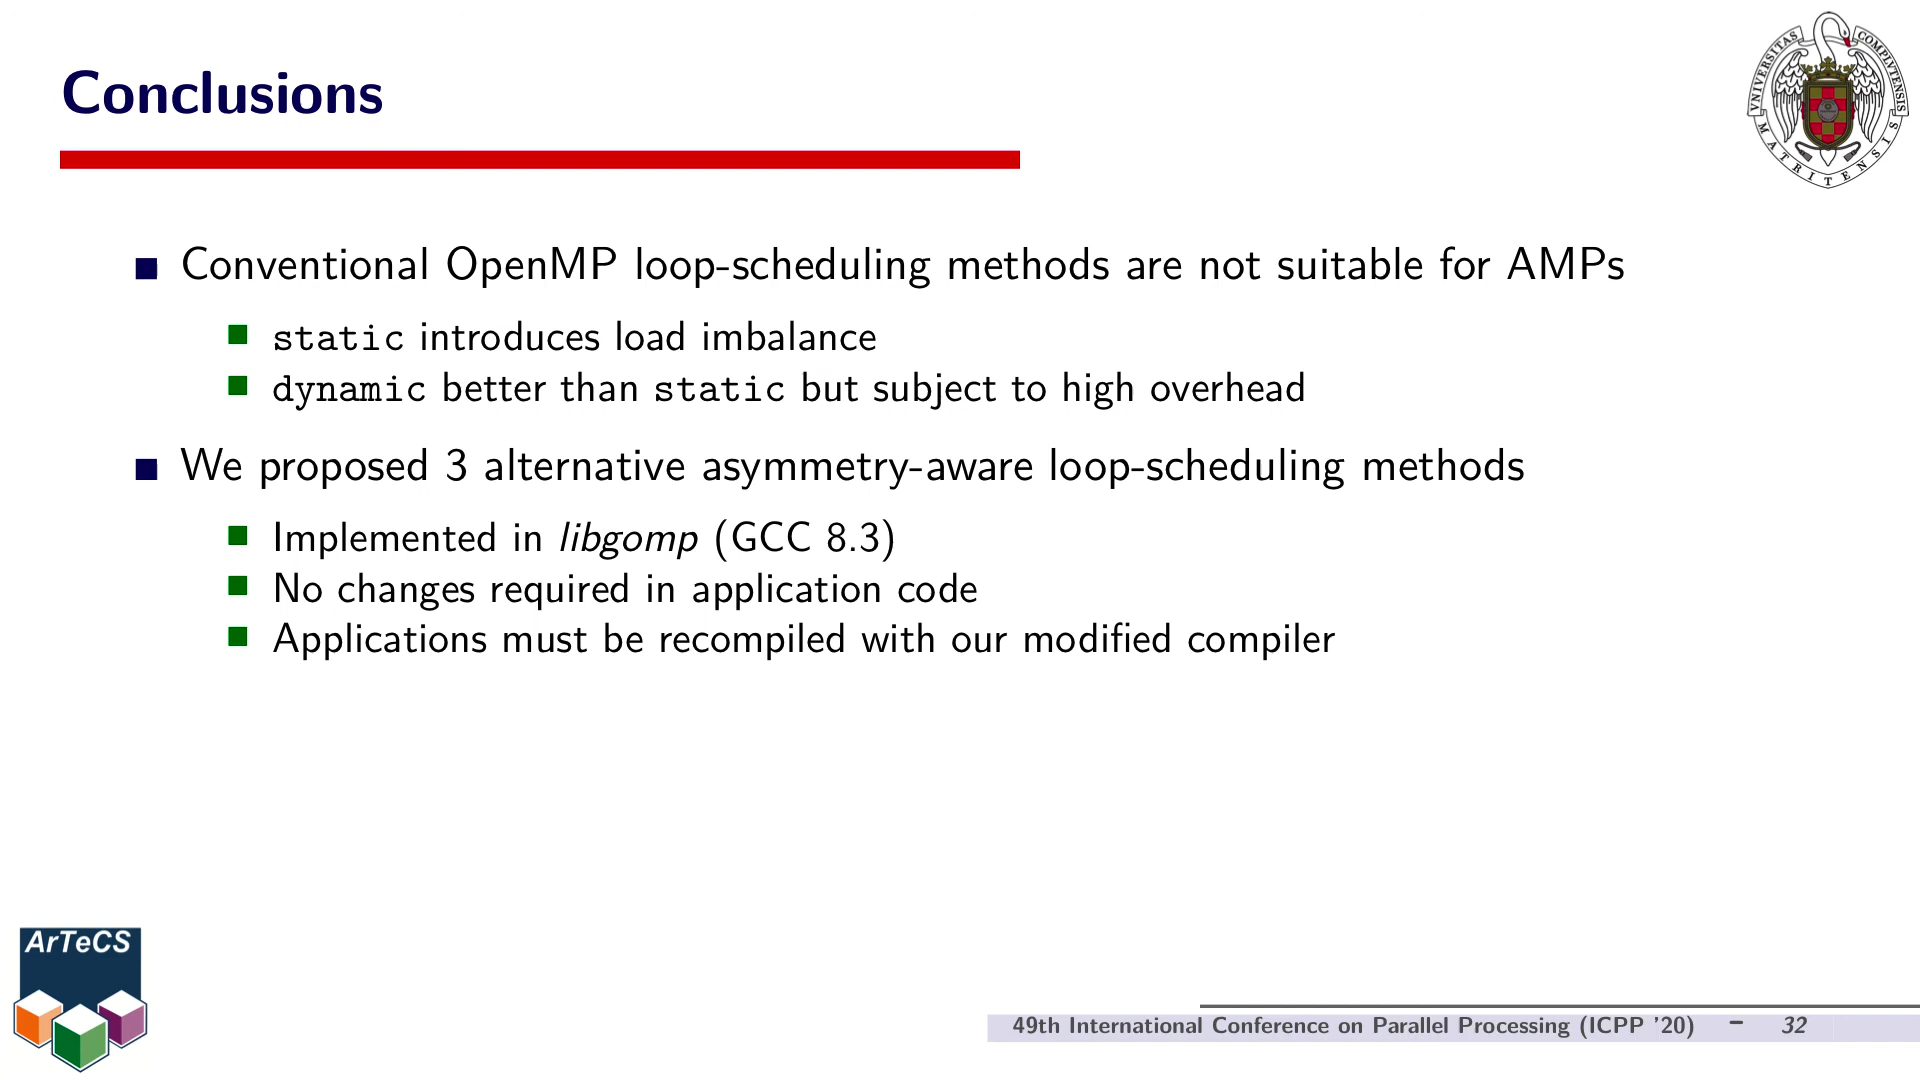 Conclusions
VNIVERSITAS COMPLVTENSIS MATRITENSIS
Conventional OpenMP loop-scheduling methods are not suitable for AMPs
static introduces load imbalance
dynamic better than static but subject to high overhead
We proposed 3 alternative asymmetry-aware loop-scheduling methods
Implemented in libgomp (GCC 8.3)
No changes required in application code
Applications must be recompiled with our modified compiler
ArTeCS
49th International Conference on Parallel Processing (ICPP ’20) – 32